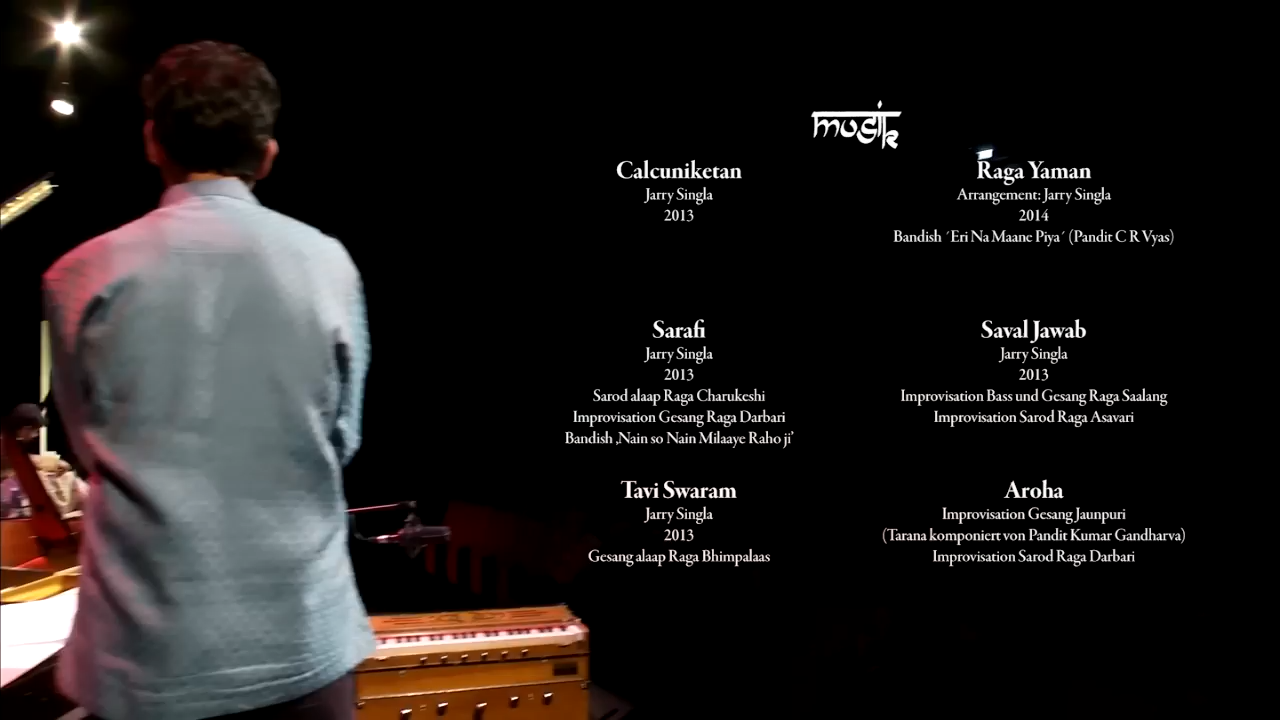 musik
Calcuniketan
Jarry Singla
2013
Raga Yaman
Arrangement: Jarry Singla
2014
Bandish ´Eri Na Maane Piya´ (Pandit C R Vyas)
Sarafi
Jarry Singla
2013
Sarod alaap Raga Charukeshi
Improvisation Gesang Raga Darbari
Bandish ‚Nain so Nain Milaaye Raho ji’
Saval Jawab
Jarry Singla
2013
Improvisation Bass und Gesang Raga Saalang
Improvisation Sarod Raga Asavari
Tavi Swaram
Jarry Singla
2013
Gesang alaap Raga Bhimpalaas
Aroha
Improvisation Gesang Jaunpuri
(Tarana komponiert von Pandit Kumar Gandharva)
Improvisation Sarod Raga Darbari